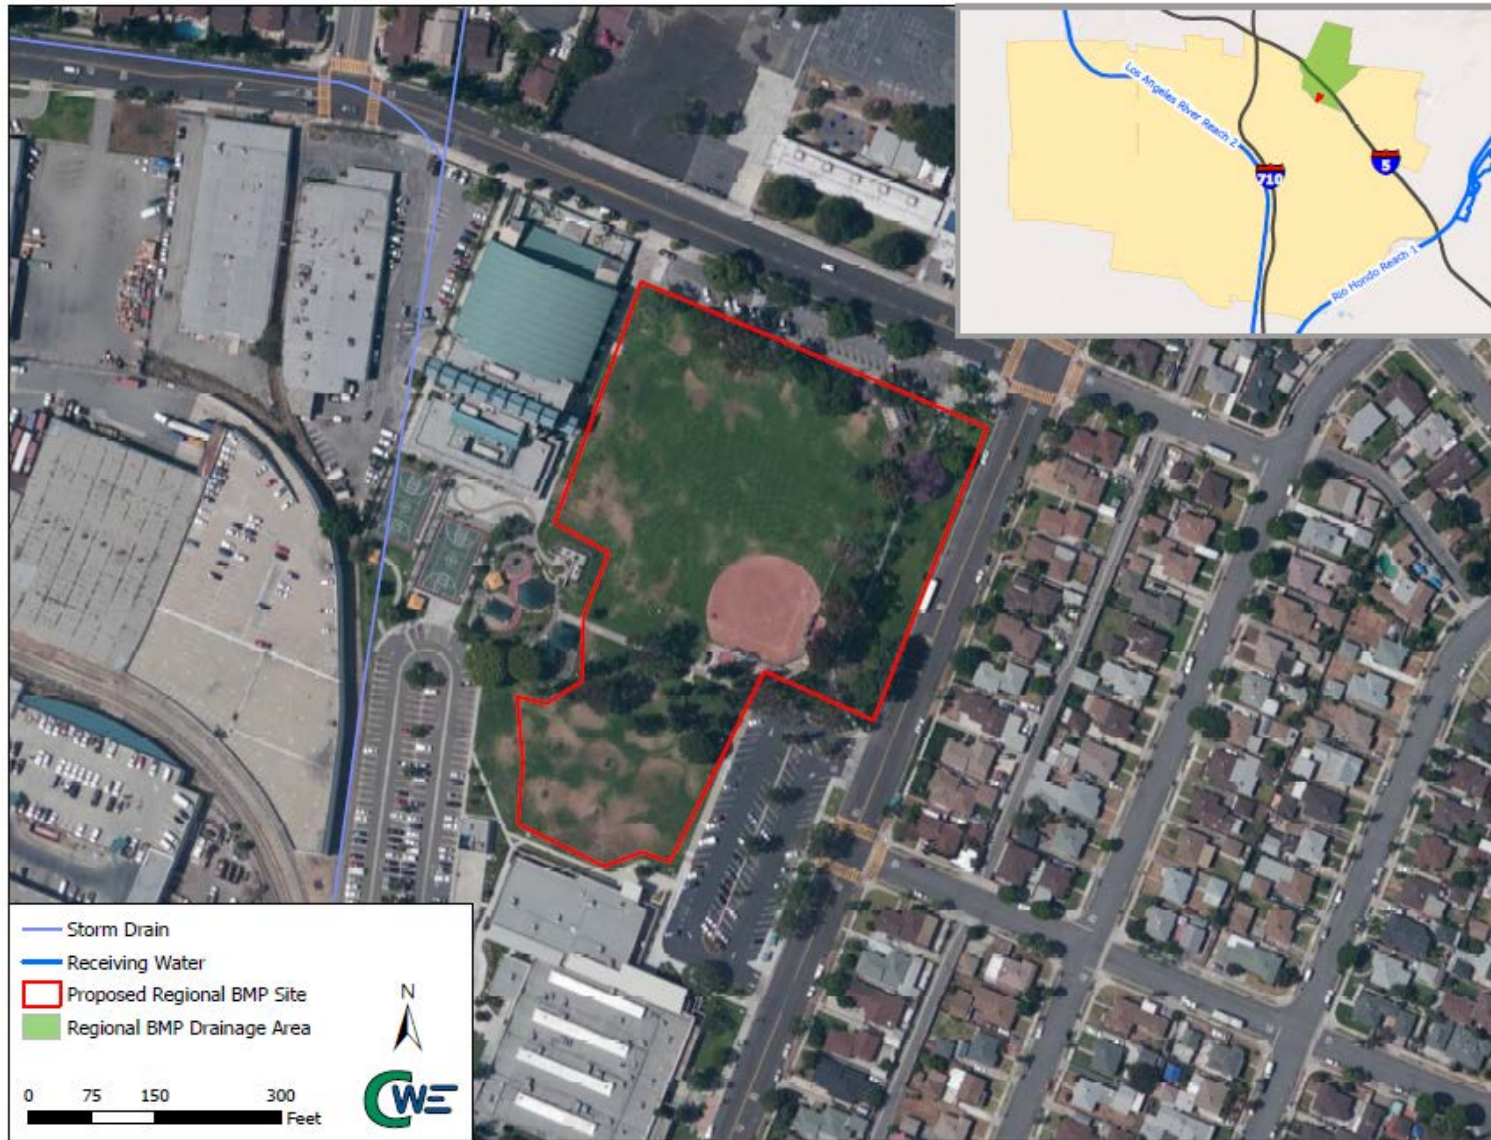 Los Angeles River Reach 2
710
5
Rio Hondo Reach 1
Storm Drain
Receiving Water
Proposed Regional BMP Site
Regional BMP Drainage Area
N
0 75 150 300
Feet
CWE